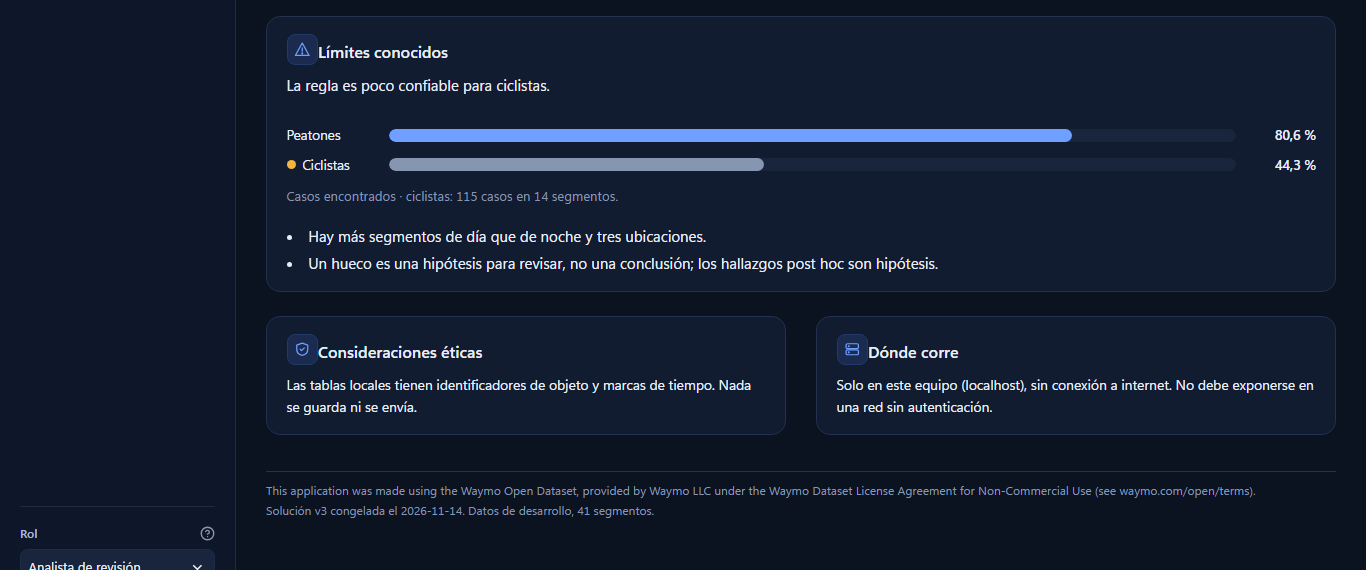 Límites conocidos
La regla es poco confiable para ciclistas.
Peatones 80,6 %
Ciclistas 44,3 %
Casos encontrados · ciclistas: 115 casos en 14 segmentos.
• Hay más segmentos de día que de noche y tres ubicaciones.
• Un hueco es una hipótesis para revisar, no una conclusión; los hallazgos post hoc son hipótesis.
Consideraciones éticas
Las tablas locales tienen identificadores de objeto y marcas de tiempo. Nada
se guarda ni se envía.
Dónde corre
Solo en este equipo (localhost), sin conexión a internet. No debe exponerse en
una red sin autenticación.
This application was made using the Waymo Open Dataset, provided by Waymo LLC under the Waymo Dataset License Agreement for Non-Commercial Use (see waymo.com/open/terms).
Solución v3 congelada el 2026-11-14. Datos de desarrollo, 41 segmentos.
Rol ?
Analista de revisión